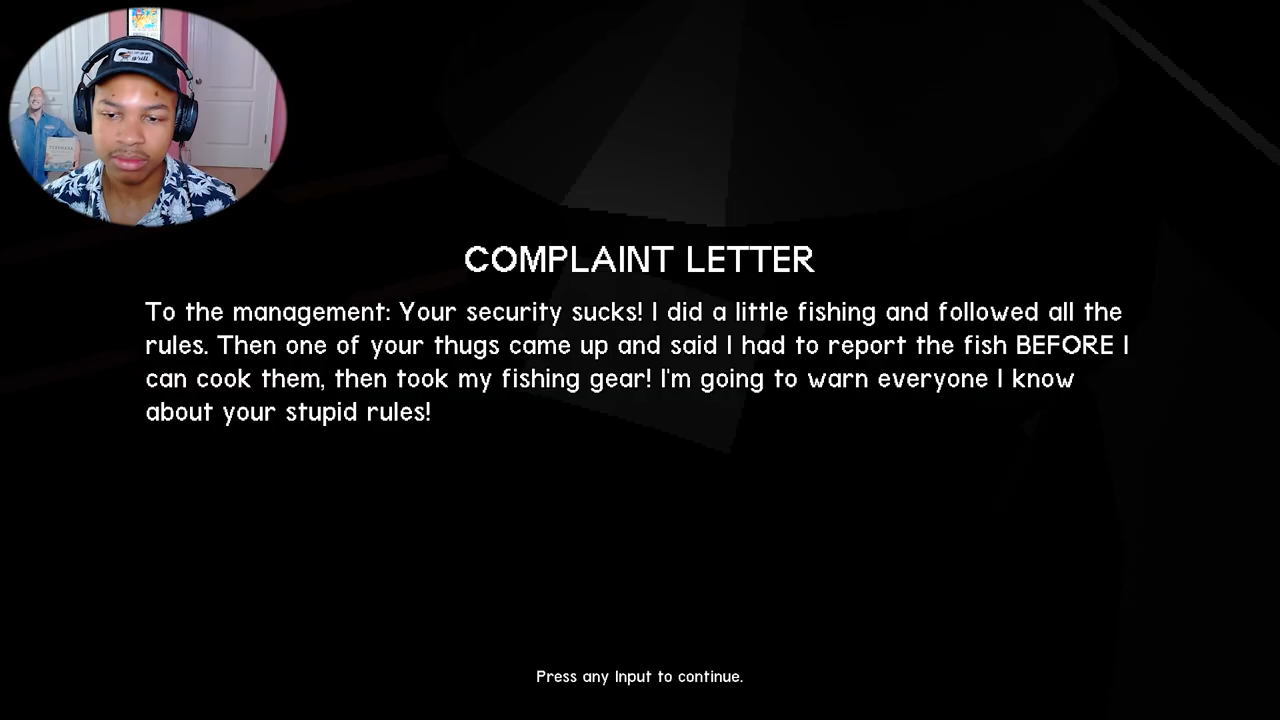 COMPLAINT LETTER
To the management: Your security sucks! I did a little fishing and followed all the
rules. Then one of your thugs came up and said I had to report the fish BEFORE I
can cook them, then took my fishing gear! I'm going to warn everyone I know
about your stupid rules!
Press any Input to continue.